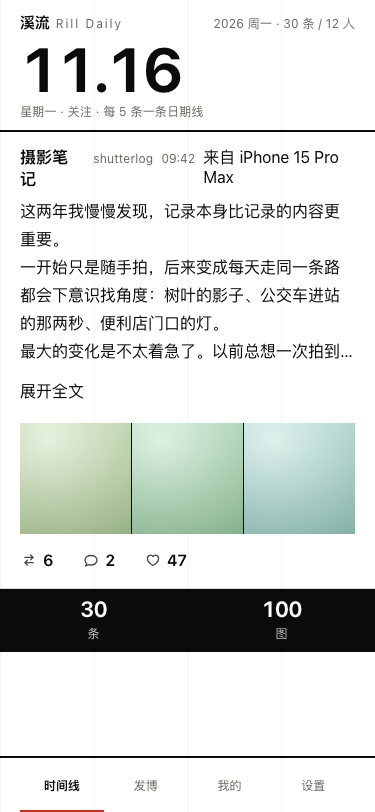 溪流 Rill Daily 2026 周一 · 30 条 / 12 人
11.16
星期一 · 关注 · 每 5 条一条日期线
摄影笔记 shutterlog 09:42 来自 iPhone 15 Pro Max
这两年我慢慢发现，记录本身比记录的内容更
重要。
一开始只是随手拍，后来变成每天走同一条路
都会下意识找角度：树叶的影子、公交车进站
的那两秒、便利店门口的灯。
最大的变化是不太着急了。以前总想一次拍到...
展开全文
6 2 47
30 100
条 图
时间线 发博 我的 设置